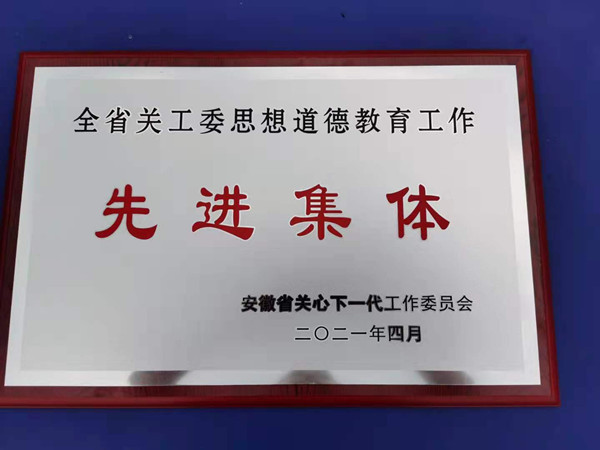 全省关工委思想道德教育工作
先进集体
安徽省关心下一代工作委员会
二〇二一年四月